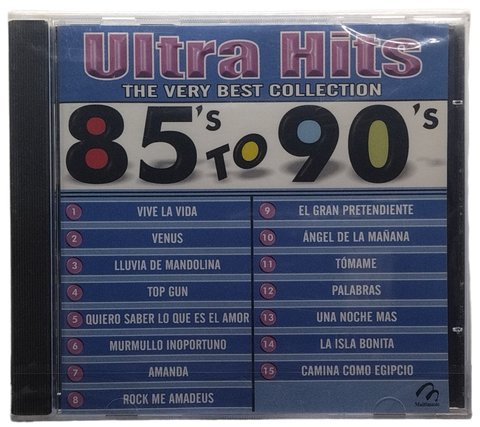 Ultra Hits
THE VERY BEST COLLECTION
85's TO 90's
1 VIVE LA VIDA
2 VENUS
3 LLUVIA DE MANDOLINA
4 TOP GUN
5 QUIERO SABER LO QUE ES EL AMOR
6 MURMULLO INOPORTUNO
7 AMANDA
8 ROCK ME AMADEUS
9 EL GRAN PRETENDIENTE
10 ÁNGEL DE LA MAÑANA
11 TÓMAME
12 PALABRAS
13 UNA NOCHE MAS
14 LA ISLA BONITA
15 CAMINA COMO EGIPCIO